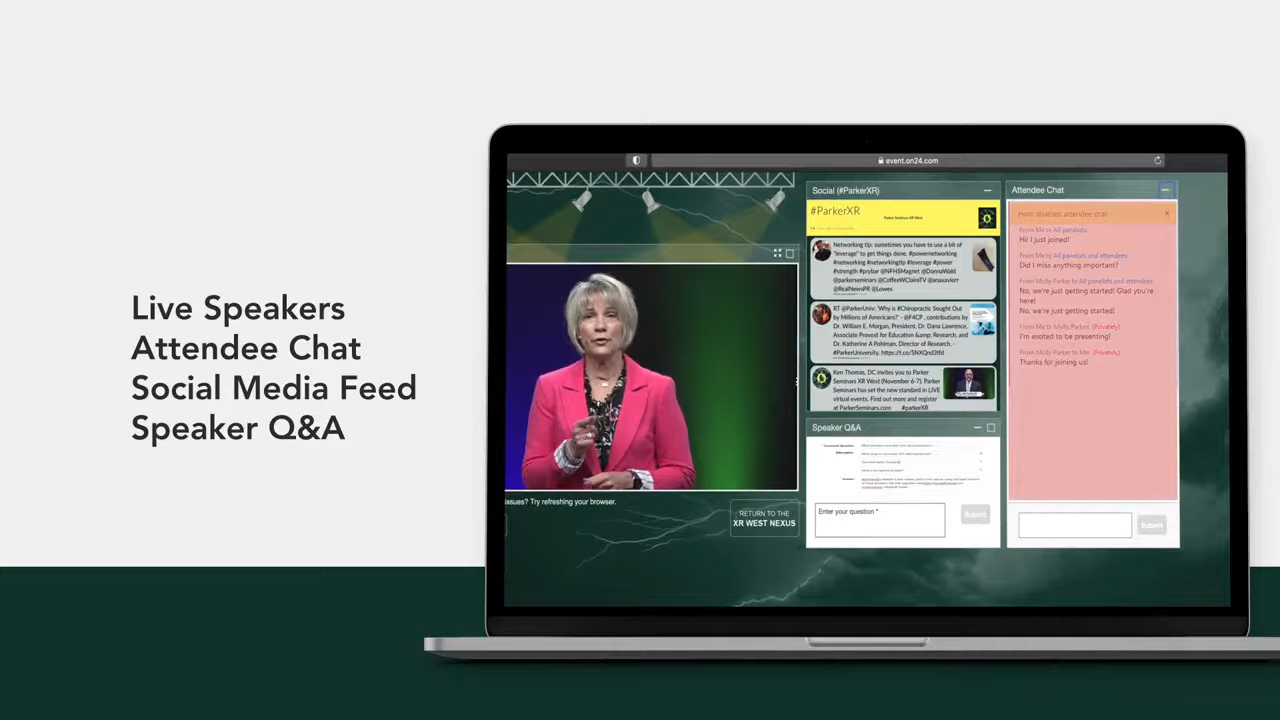 Live Speakers
Attendee Chat
Social Media Feed
Speaker Q&A
event.on24.com
Social (#ParkerXR)
#ParkerXR
Parker Seminars XR West
Networking tip: sometimes you have to use a bit of
"leverage" to get things done. #powernetworking
#networking #networkingtip #leverage #power
#strength #prybar @NFHSMagnet @DonnaWald
@parkerseminars @CoffeeWClaireTV @anaxavierr
@RealNewsPR @Lowes
RT @ParkerUniv: 'Why is #Chiropractic Sought Out
by Millions of Americans?' - @F4CP , contributions by
Dr. William E. Morgan, President, Dr. Dana Lawrence,
Associate Provost for Education &amp; Research, and
Dr. Katherine A Pohlman, Director of Research, -
#ParkerUniversity. https://t.co/SNXQnd3tfd
Ken Thomas, DC invites you to Parker
Seminars XR West (November 6-7). Parker
Seminars has set the new standard in LIVE
virtual events. Find out more and register
at ParkerSeminars.com #parkerXR
Speaker Q&A
Enter your question *
Submit
Attendee Chat
Host disabled attendee chat
From Me to All panelists:
Hi! I just joined!
From Me to All panelists and attendees:
Did I miss anything important?
From Molly Parker to All panelists and attendees:
No, we're just getting started! Glad you're
here!
No, we're just getting started!
From Me to Molly Parker: (Privately)
I'm excited to be presenting!
From Molly Parker to Me: (Privately)
Thanks for joining us!
Submit
issues? Try refreshing your browser.
RETURN TO THE
XR WEST NEXUS